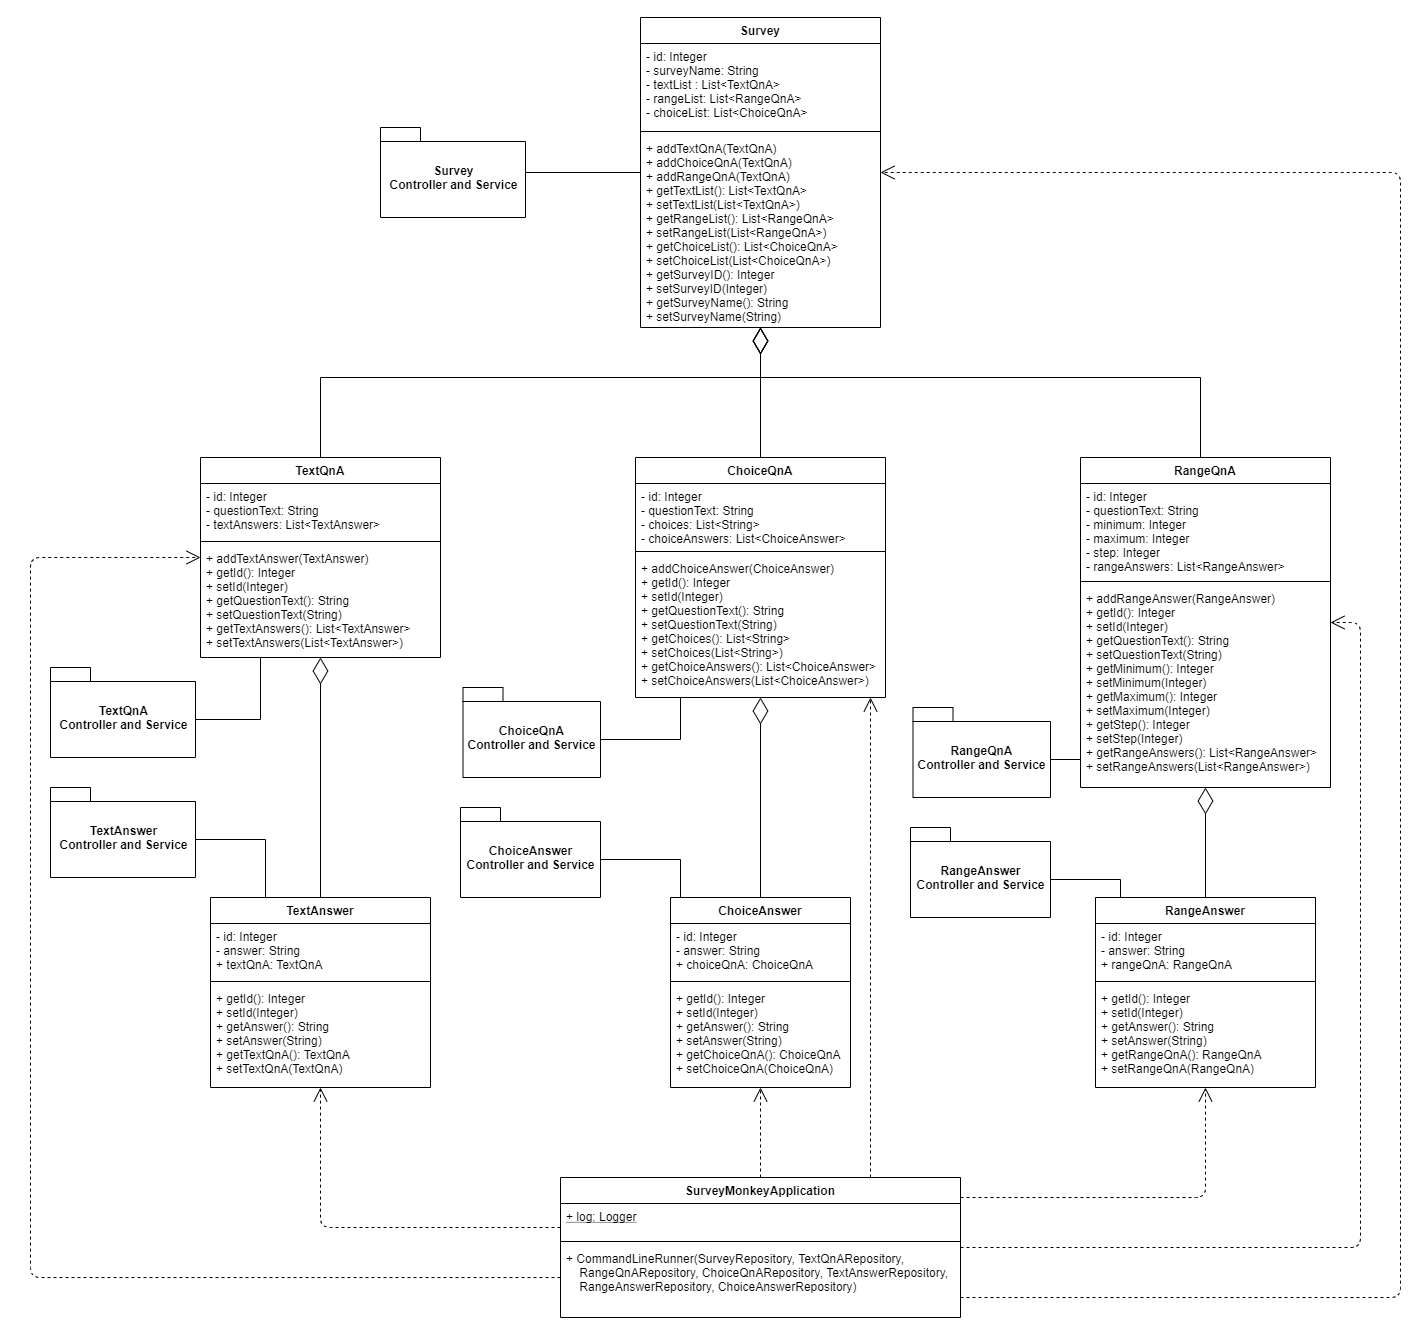 Survey
- id: Integer
- surveyName: String
- textList : List<TextQnA>
- rangeList: List<RangeQnA>
- choiceList: List<ChoiceQnA>
+ addTextQnA(TextQnA)
+ addChoiceQnA(TextQnA)
+ addRangeQnA(TextQnA)
+ getTextList(): List<TextQnA>
+ setTextList(List<TextQnA>)
+ getRangeList(): List<RangeQnA>
+ setRangeList(List<RangeQnA>)
+ getChoiceList(): List<ChoiceQnA>
+ setChoiceList(List<ChoiceQnA>)
+ getSurveyID(): Integer
+ setSurveyID(Integer)
+ getSurveyName(): String
+ setSurveyName(String)
Survey
Controller and Service
TextQnA
- id: Integer
- questionText: String
- textAnswers: List<TextAnswer>
+ addTextAnswer(TextAnswer)
+ getId(): Integer
+ setId(Integer)
+ getQuestionText(): String
+ setQuestionText(String)
+ getTextAnswers(): List<TextAnswer>
+ setTextAnswers(List<TextAnswer>)
ChoiceQnA
- id: Integer
- questionText: String
- choices: List<String>
- choiceAnswers: List<ChoiceAnswer>
+ addChoiceAnswer(ChoiceAnswer)
+ getId(): Integer
+ setId(Integer)
+ getQuestionText(): String
+ setQuestionText(String)
+ getChoices(): List<String>
+ setChoices(List<String>)
+ getChoiceAnswers(): List<ChoiceAnswer>
+ setChoiceAnswers(List<ChoiceAnswer>)
RangeQnA
- id: Integer
- questionText: String
- minimum: Integer
- maximum: Integer
- step: Integer
- rangeAnswers: List<RangeAnswer>
+ addRangeAnswer(RangeAnswer)
+ getId(): Integer
+ setId(Integer)
+ getQuestionText(): String
+ setQuestionText(String)
+ getMinimum(): Integer
+ setMinimum(Integer)
+ getMaximum(): Integer
+ setMaximum(Integer)
+ getStep(): Integer
+ setStep(Integer)
+ getRangeAnswers(): List<RangeAnswer>
+ setRangeAnswers(List<RangeAnswer>)
TextQnA
Controller and Service
ChoiceQnA
Controller and Service
RangeQnA
Controller and Service
TextAnswer
Controller and Service
ChoiceAnswer
Controller and Service
RangeAnswer
Controller and Service
TextAnswer
- id: Integer
- answer: String
+ textQnA: TextQnA
+ getId(): Integer
+ setId(Integer)
+ getAnswer(): String
+ setAnswer(String)
+ getTextQnA(): TextQnA
+ setTextQnA(TextQnA)
ChoiceAnswer
- id: Integer
- answer: String
+ choiceQnA: ChoiceQnA
+ getId(): Integer
+ setId(Integer)
+ getAnswer(): String
+ setAnswer(String)
+ getChoiceQnA(): ChoiceQnA
+ setChoiceQnA(ChoiceQnA)
RangeAnswer
- id: Integer
- answer: String
+ rangeQnA: RangeQnA
+ getId(): Integer
+ setId(Integer)
+ getAnswer(): String
+ setAnswer(String)
+ getRangeQnA(): RangeQnA
+ setRangeQnA(RangeQnA)
SurveyMonkeyApplication
+ log: Logger
+ CommandLineRunner(SurveyRepository, TextQnARepository,
RangeQnARepository, ChoiceQnARepository, TextAnswerRepository,
RangeAnswerRepository, ChoiceAnswerRepository)